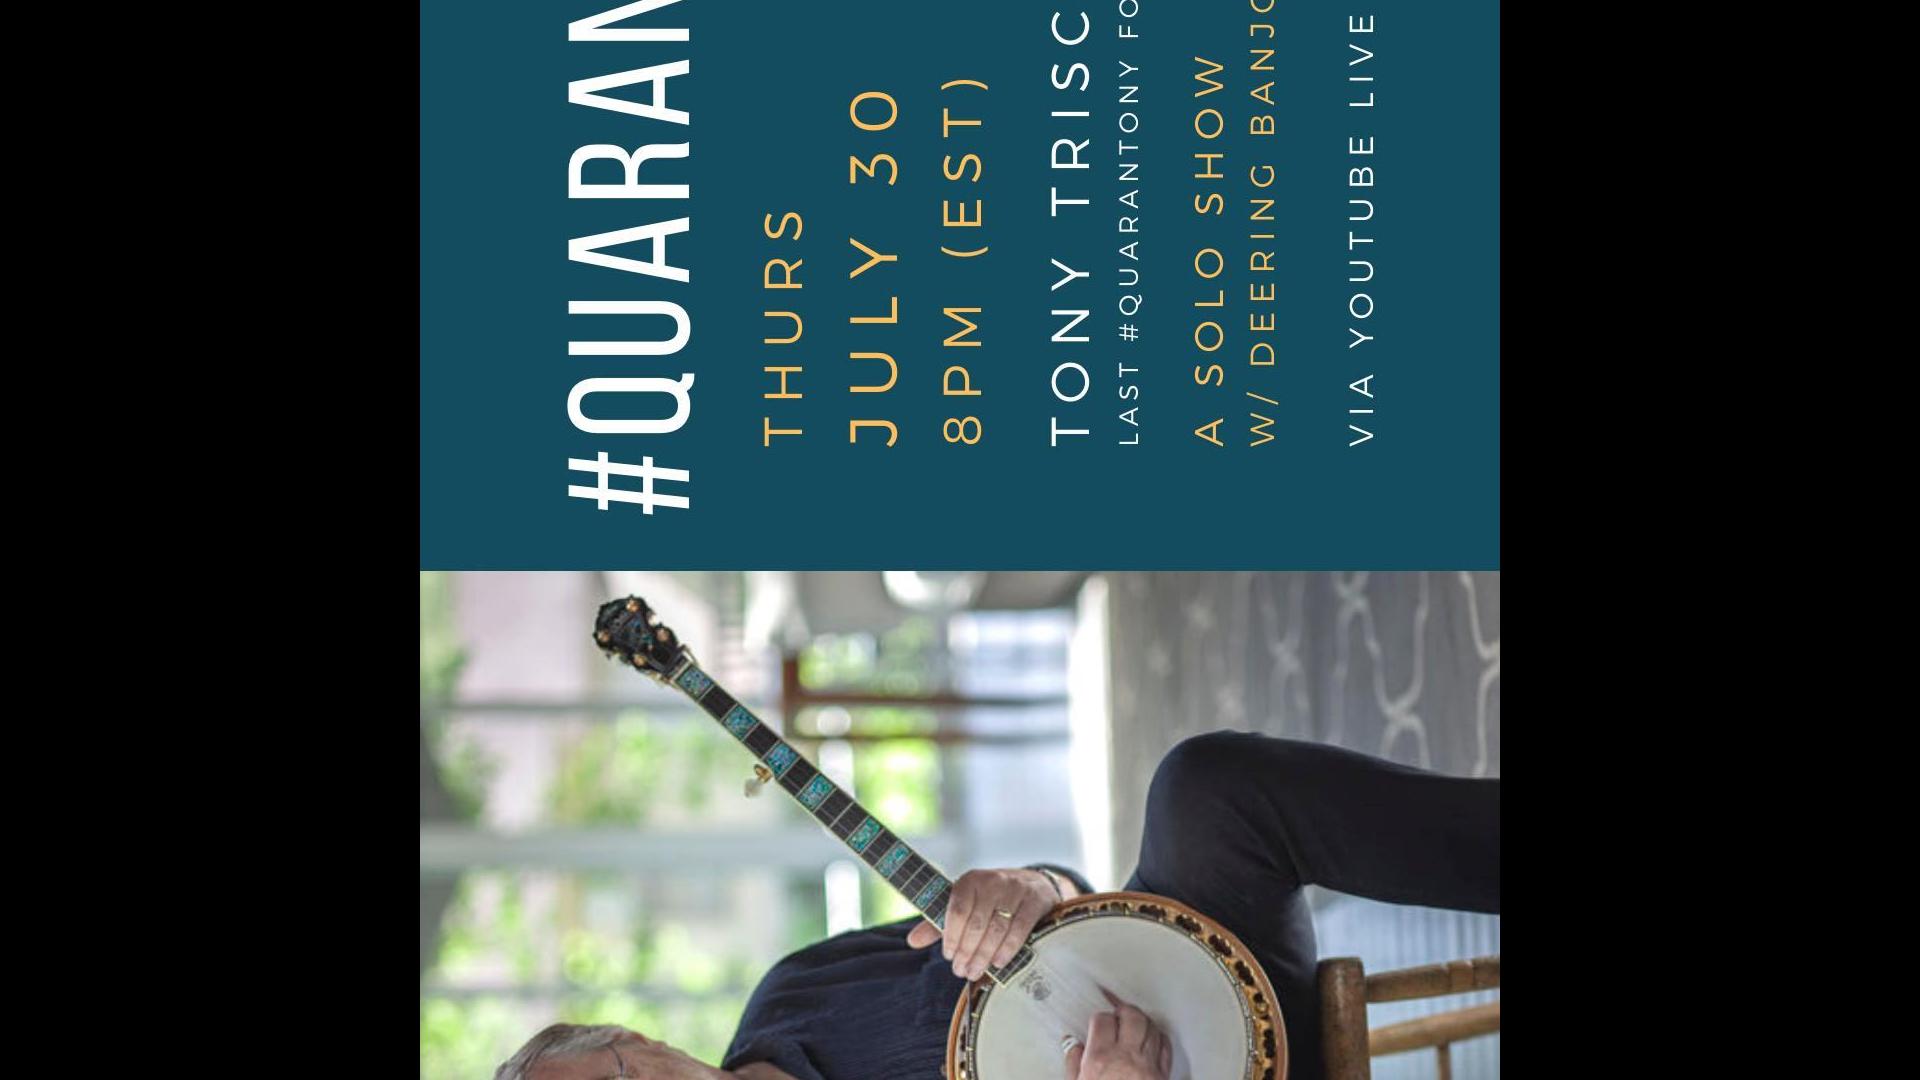 #QUARAN
THURS
JULY 30
8PM (EST)
TONY TRISC
LAST #QUARANTONY FO
A SOLO SHOW
W/ DEERING BANJO
VIA YOUTUBE LIVE